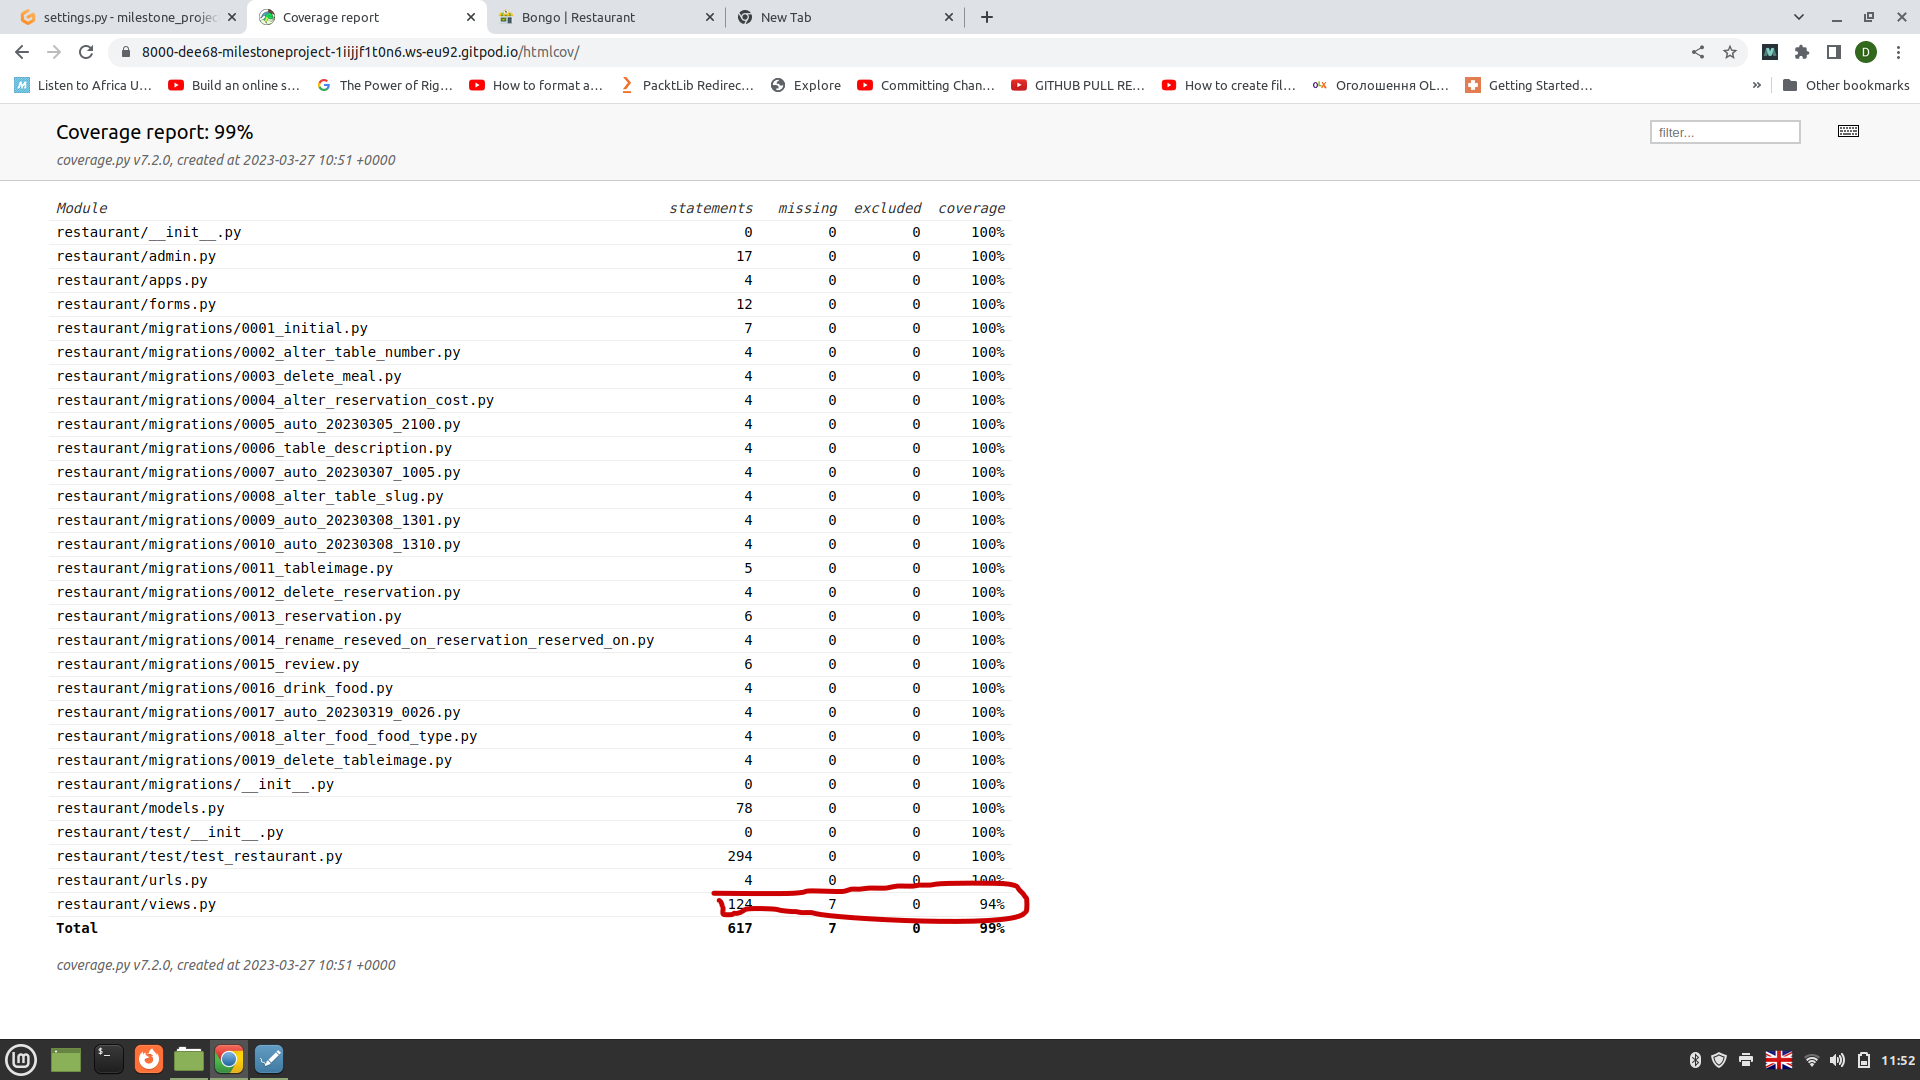 settings.py - milestone_projec
Coverage report
Bongo | Restaurant
New Tab
8000-dee68-milestoneproject-1iijjf1t0n6.ws-eu92.gitpod.io/htmlcov/
D
Listen to Africa U... Build an online s... The Power of Rig... How to format a... PacktLib Redirec... Explore Committing Chan... GITHUB PULL RE... How to create fil... Оголошення OL... Getting Started... » Other bookmarks
Coverage report: 99%
filter...
coverage.py v7.2.0, created at 2023-03-27 10:51 +0000
Module statements missing excluded coverage
restaurant/__init__.py 0 0 0 100%
restaurant/admin.py 17 0 0 100%
restaurant/apps.py 4 0 0 100%
restaurant/forms.py 12 0 0 100%
restaurant/migrations/0001_initial.py 7 0 0 100%
restaurant/migrations/0002_alter_table_number.py 4 0 0 100%
restaurant/migrations/0003_delete_meal.py 4 0 0 100%
restaurant/migrations/0004_alter_reservation_cost.py 4 0 0 100%
restaurant/migrations/0005_auto_20230305_2100.py 4 0 0 100%
restaurant/migrations/0006_table_description.py 4 0 0 100%
restaurant/migrations/0007_auto_20230307_1005.py 4 0 0 100%
restaurant/migrations/0008_alter_table_slug.py 4 0 0 100%
restaurant/migrations/0009_auto_20230308_1301.py 4 0 0 100%
restaurant/migrations/0010_auto_20230308_1310.py 4 0 0 100%
restaurant/migrations/0011_tableimage.py 5 0 0 100%
restaurant/migrations/0012_delete_reservation.py 4 0 0 100%
restaurant/migrations/0013_reservation.py 6 0 0 100%
restaurant/migrations/0014_rename_reseved_on_reservation_reserved_on.py 4 0 0 100%
restaurant/migrations/0015_review.py 6 0 0 100%
restaurant/migrations/0016_drink_food.py 4 0 0 100%
restaurant/migrations/0017_auto_20230319_0026.py 4 0 0 100%
restaurant/migrations/0018_alter_food_food_type.py 4 0 0 100%
restaurant/migrations/0019_delete_tableimage.py 4 0 0 100%
restaurant/migrations/__init__.py 0 0 0 100%
restaurant/models.py 78 0 0 100%
restaurant/test/__init__.py 0 0 0 100%
restaurant/test/test_restaurant.py 294 0 0 100%
restaurant/urls.py 4 0 0 100%
restaurant/views.py 124 7 0 94%
Total 617 7 0 99%
coverage.py v7.2.0, created at 2023-03-27 10:51 +0000
11:52